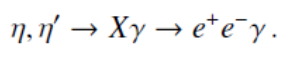 η, η′ → Xγ → e⁺e⁻γ .